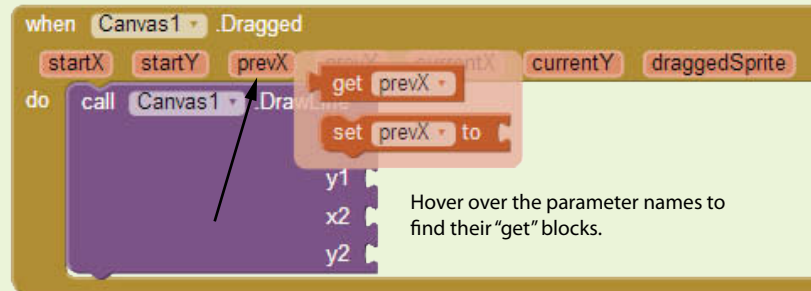 when Canvas1 .Dragged
startX startY prevX currentY draggedSprite
get prevX
do call Canvas1
set prevX to
y1
Hover over the parameter names to
x2
find their “get” blocks.
y2